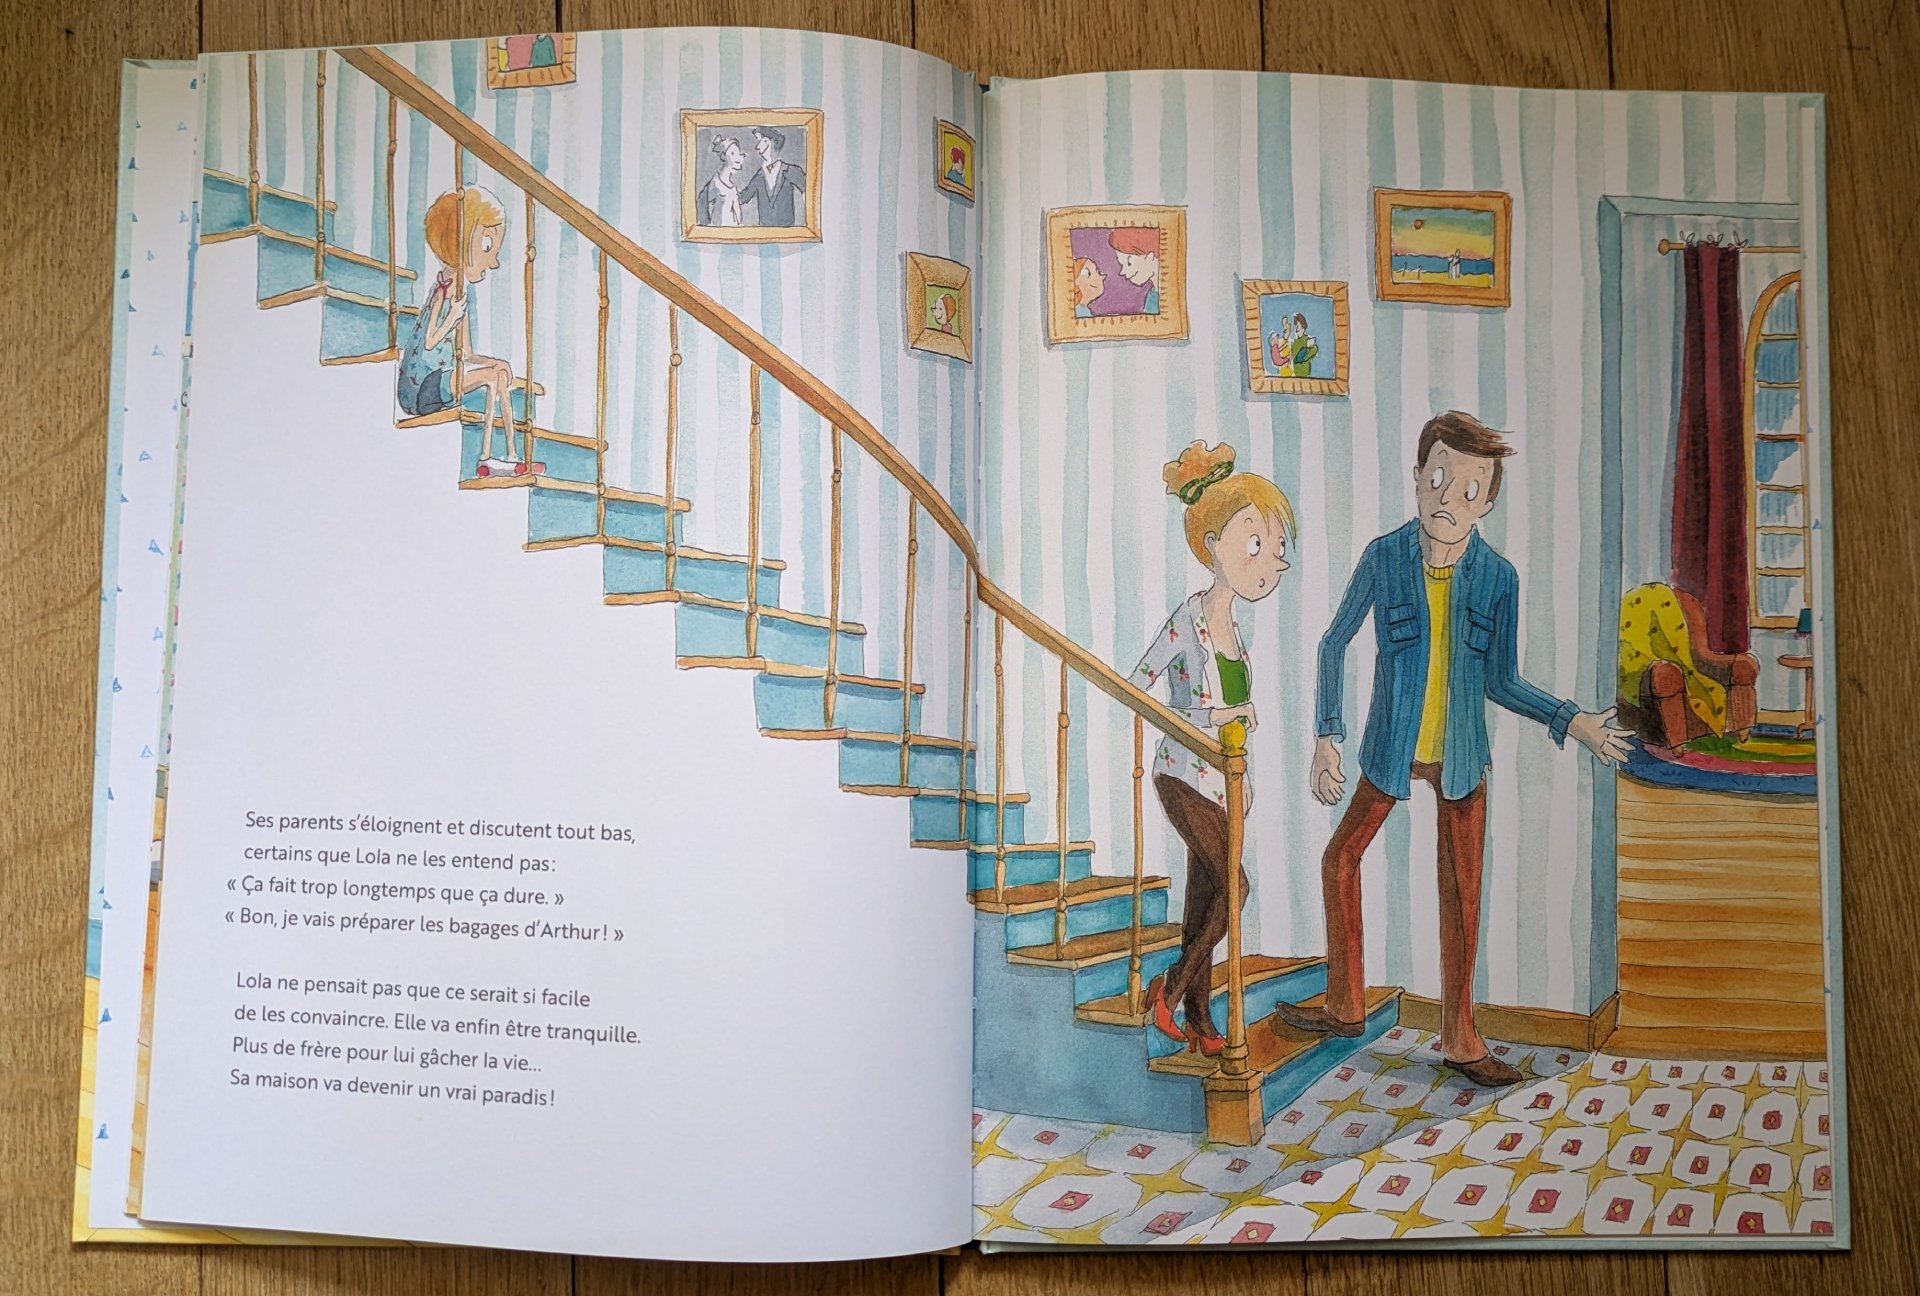 Ses parents s'éloignent et discutent tout bas,
certains que Lola ne les entend pas :
« Ça fait trop longtemps que ça dure. »
« Bon, je vais préparer les bagages d'Arthur ! »
Lola ne pensait pas que ce serait si facile
de les convaincre. Elle va enfin être tranquille.
Plus de frère pour lui gâcher la vie...
Sa maison va devenir un vrai paradis !